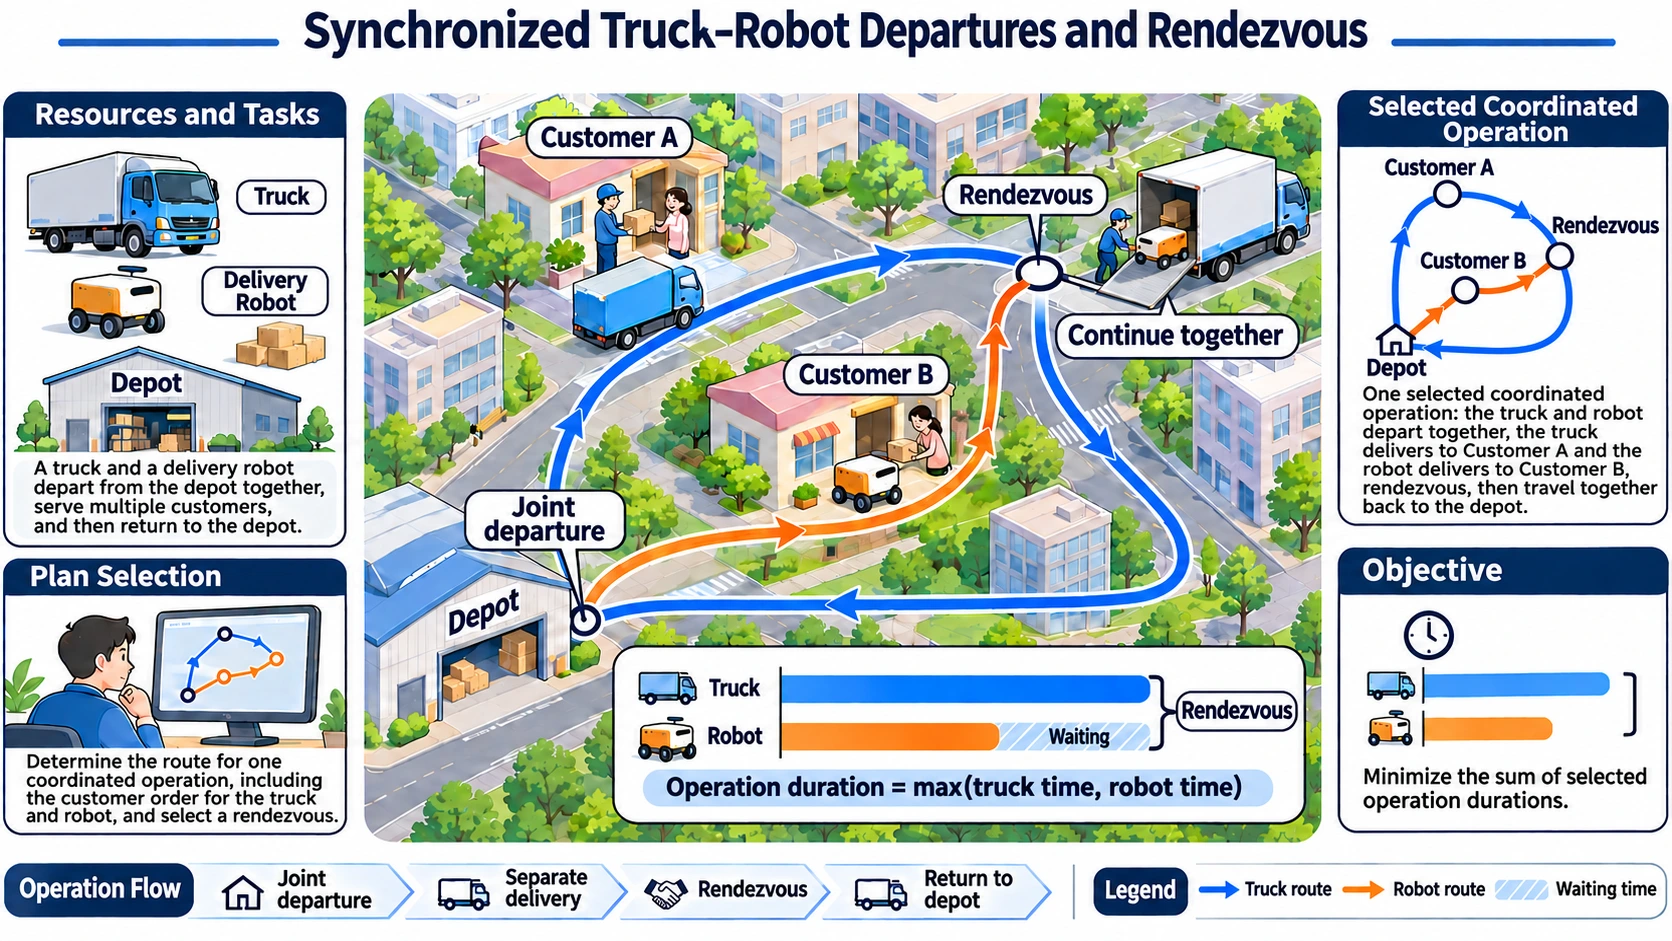 Synchronized Truck-Robot Departures and Rendezvous
Resources and Tasks
Truck
Delivery
Robot
Depot
A truck and a delivery robot
depart from the depot together,
serve multiple customers,
and then return to the depot.
Plan Selection
Determine the route for one
coordinated operation, including
the customer order for the truck
and robot, and select a rendezvous.
Customer A
Rendezvous
Continue together
Customer B
Joint
departure
Depot
Truck
Robot
Waiting
Rendezvous
Operation duration = max(truck time, robot time)
Selected Coordinated
Operation
Customer A
Rendezvous
Customer B
Depot
One selected coordinated
operation: the truck and robot
depart together, the truck
delivers to Customer A and the
robot delivers to Customer B,
rendezvous, then travel together
back to the depot.
Objective
Minimize the sum of selected
operation durations.
Operation Flow
Joint
departure
Separate
delivery
Rendezvous
Return to
depot
Legend
Truck route
Robot route
Waiting time